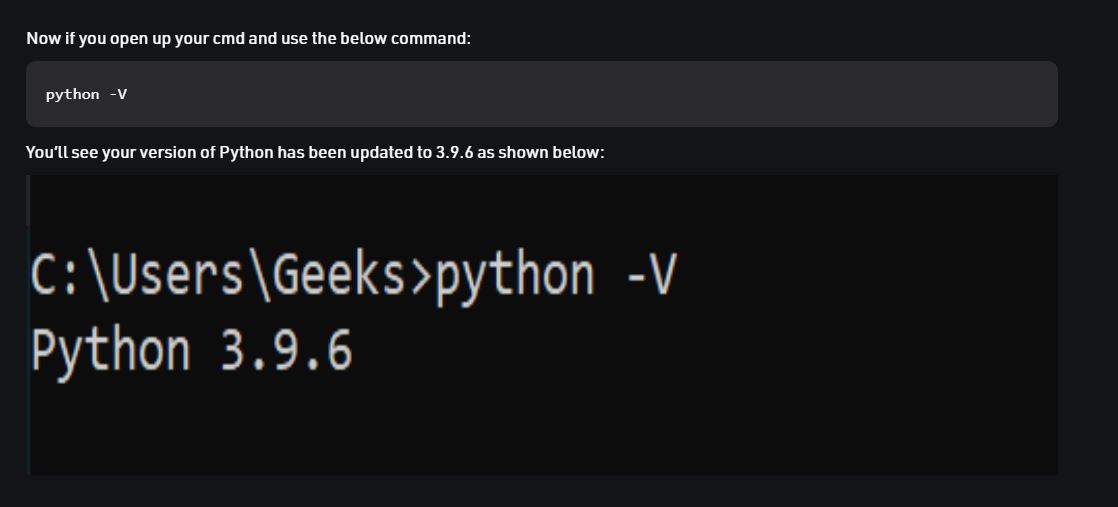 Now if you open up your cmd and use the below command:
python -V
You’ll see your version of Python has been updated to 3.9.6 as shown below:
C:\Users\Geeks>python -V
Python 3.9.6